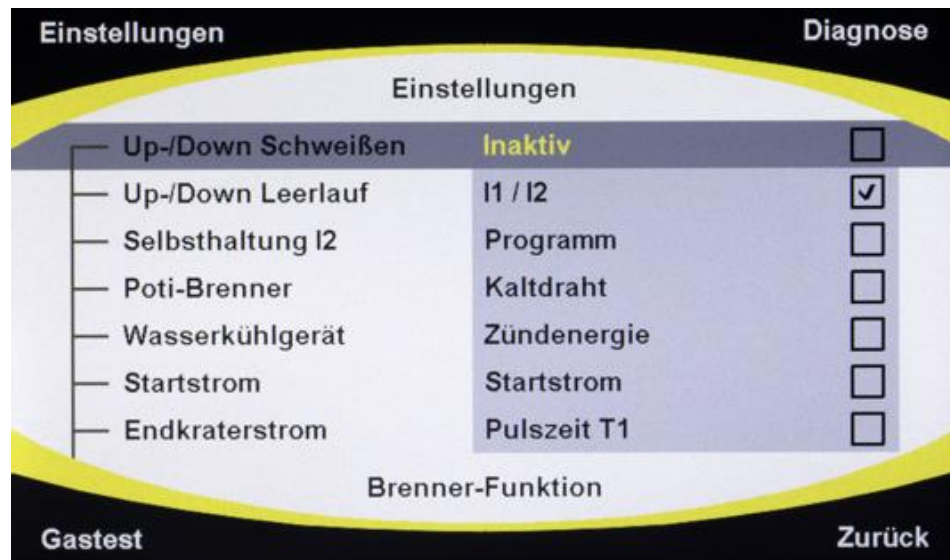 Einstellungen Diagnose
Einstellungen
Up-/Down Schweißen Inaktiv
Up-/Down Leerlauf I1 / I2
Selbsthaltung I2 Programm
Poti-Brenner Kaltdraht
Wasserkühlgerät Zündenergie
Startstrom Startstrom
Endkraterstrom Pulszeit T1
Brenner-Funktion
Gastest Zurück